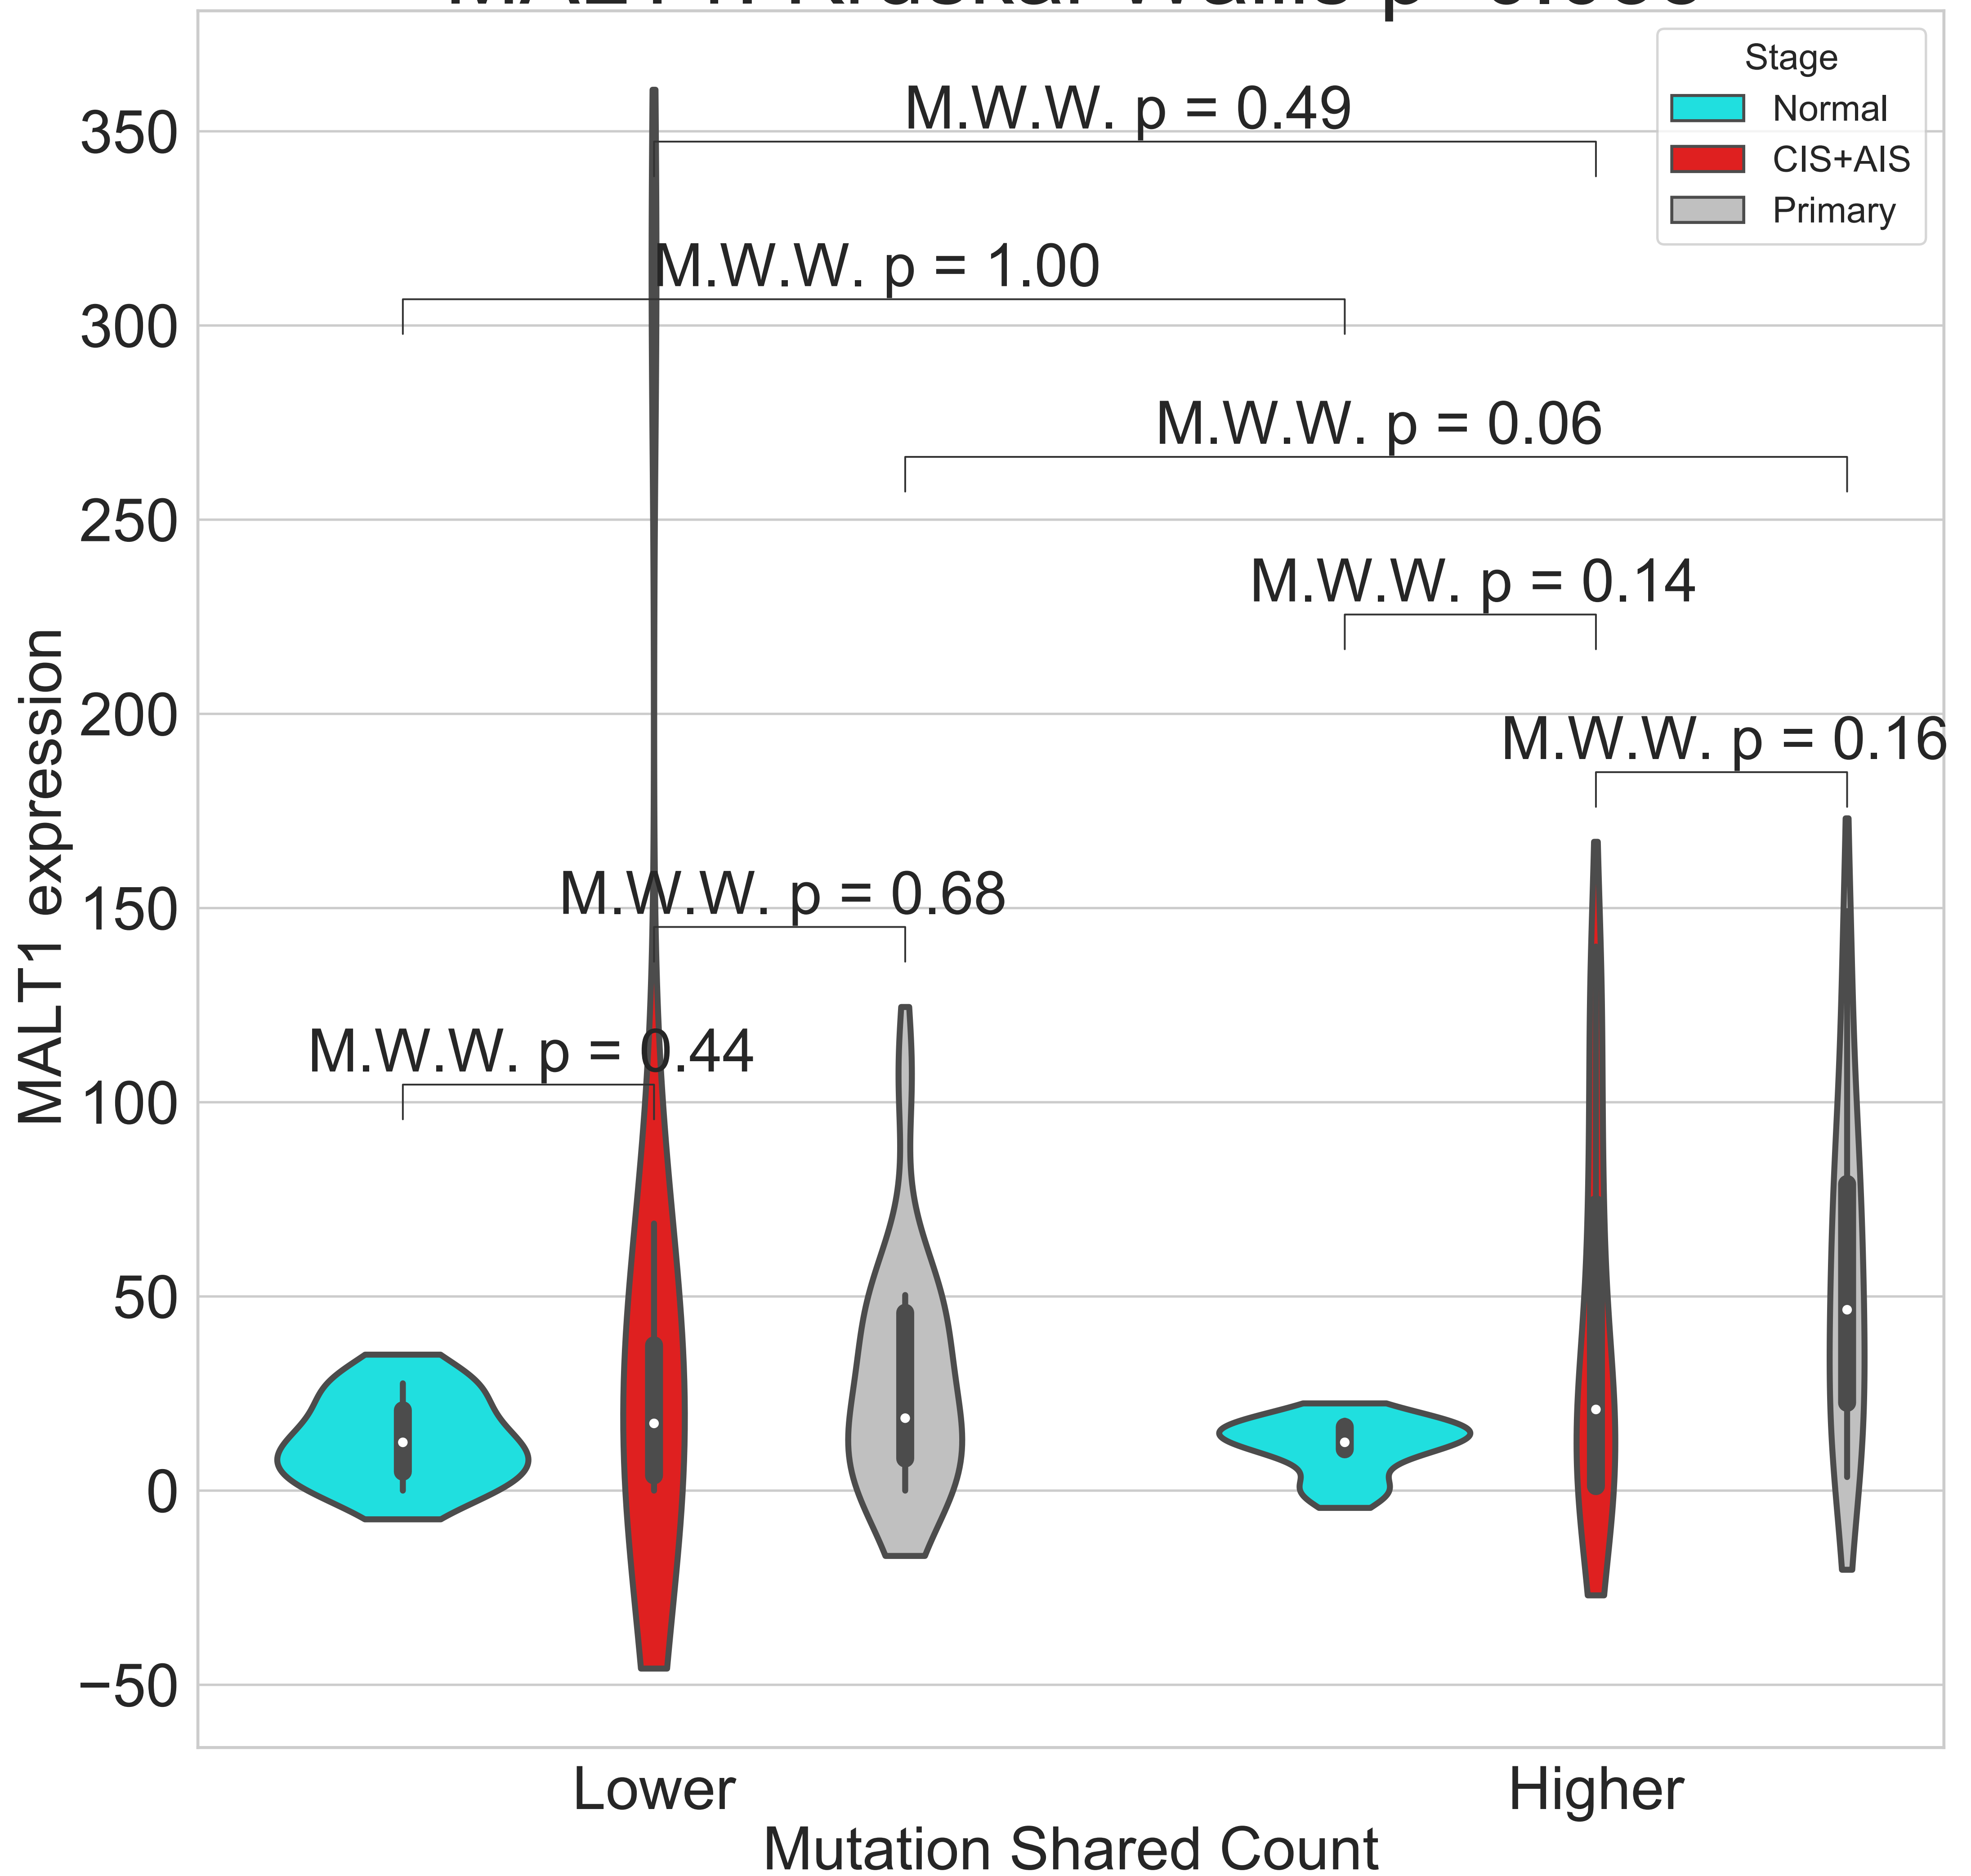 Stage
Normal
CIS+AIS
Primary
M.W.W. p = 0.49
M.W.W. p = 1.00
M.W.W. p = 0.06
M.W.W. p = 0.14
M.W.W. p = 0.16
M.W.W. p = 0.68
M.W.W. p = 0.44
350
300
250
200
150
100
50
0
−50
MALT1 expression
Lower
Higher
Mutation Shared Count